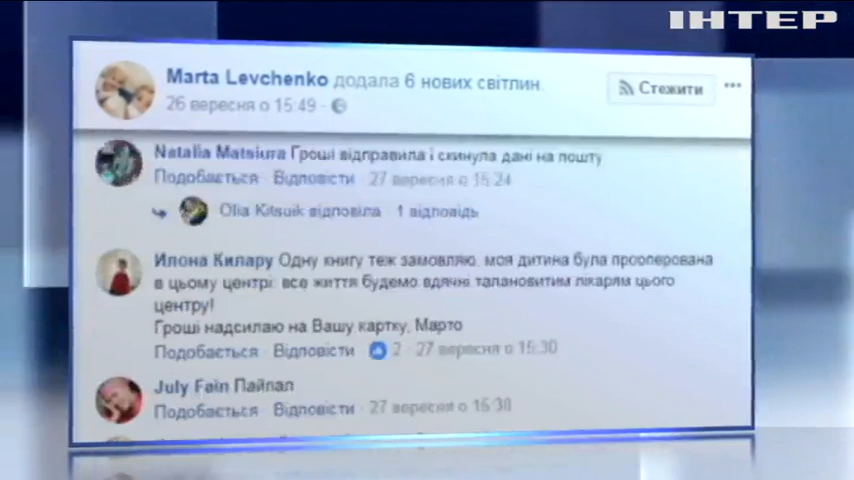 ІНТЕР
Marta Levchenko додала 6 нових світлин.
Стежити
26 вересня о 15:49
Natalia Matsiura Гроші відправила і скинула дані на пошту
Подобається · Відповісти · 27 вересня о 15:24
Olia Kitsuik відповіла · 1 відповідь
Илона Килару Одну книгу теж замовляю. моя дитина була прооперована
в цьому центрі. все життя будемо вдячні талановитим лікарям цього
центру!
Гроші надсилаю на Вашу картку, Марто
Подобається · Відповісти · 2 · 27 вересня о 15:30
July Fain Пайпал
Подобається · Відповісти · 27 вересня о 15:38